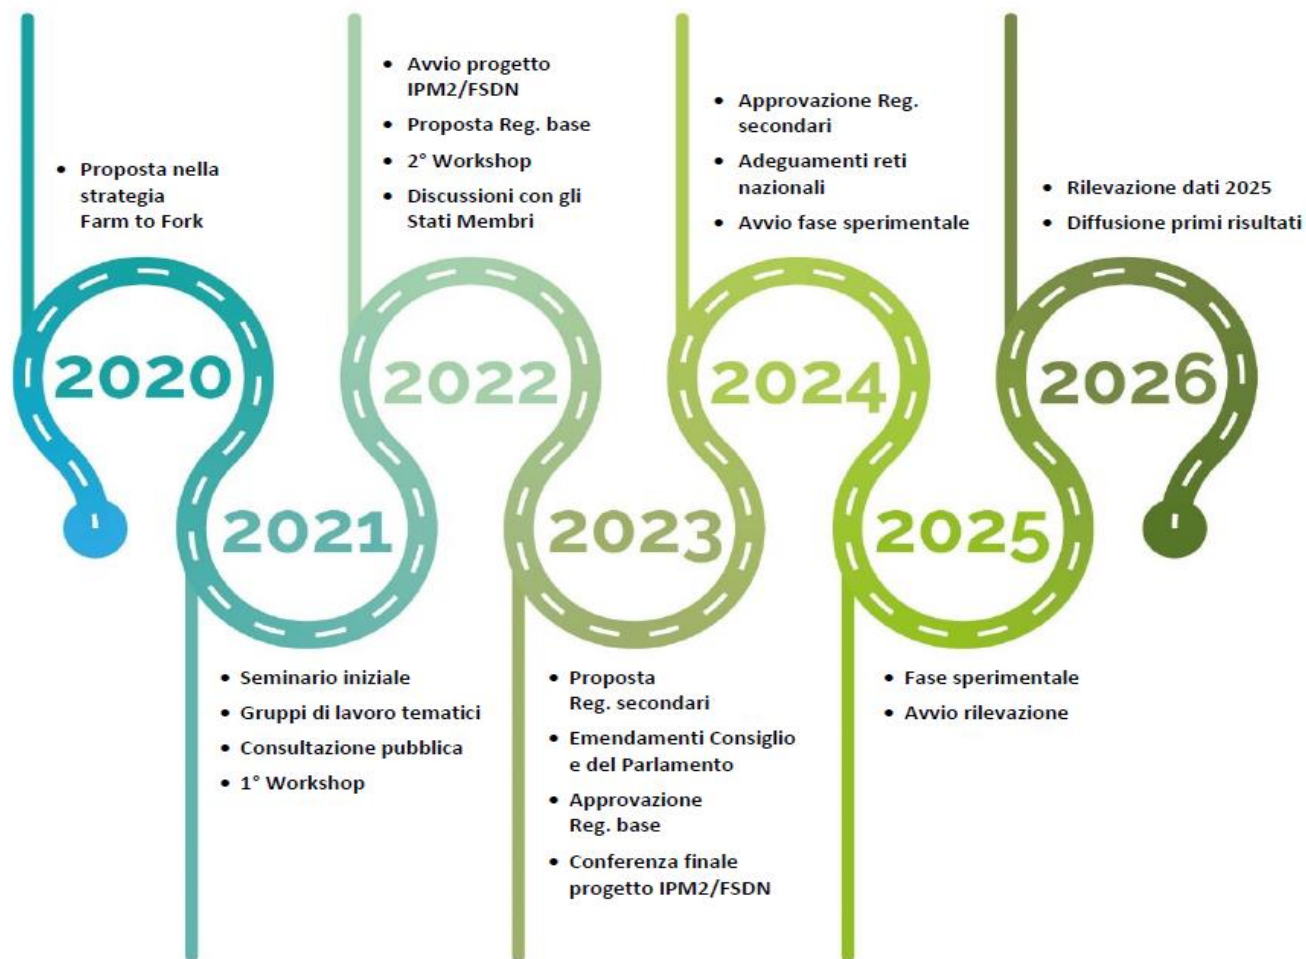 2020
• Proposta nella
strategia
Farm to Fork
2021
• Seminario iniziale
• Gruppi di lavoro tematici
• Consultazione pubblica
• 1° Workshop
2022
• Avvio progetto
IPM2/FSDN
• Proposta Reg. base
• 2° Workshop
• Discussioni con gli
Stati Membri
2023
• Proposta
Reg. secondari
• Emendamenti Consiglio
e del Parlamento
• Approvazione
Reg. base
• Conferenza finale
progetto IPM2/FSDN
2024
• Approvazione Reg.
secondari
• Adeguamenti reti
nazionali
• Avvio fase sperimentale
2025
• Fase sperimentale
• Avvio rilevazione
2026
• Rilevazione dati 2025
• Diffusione primi risultati